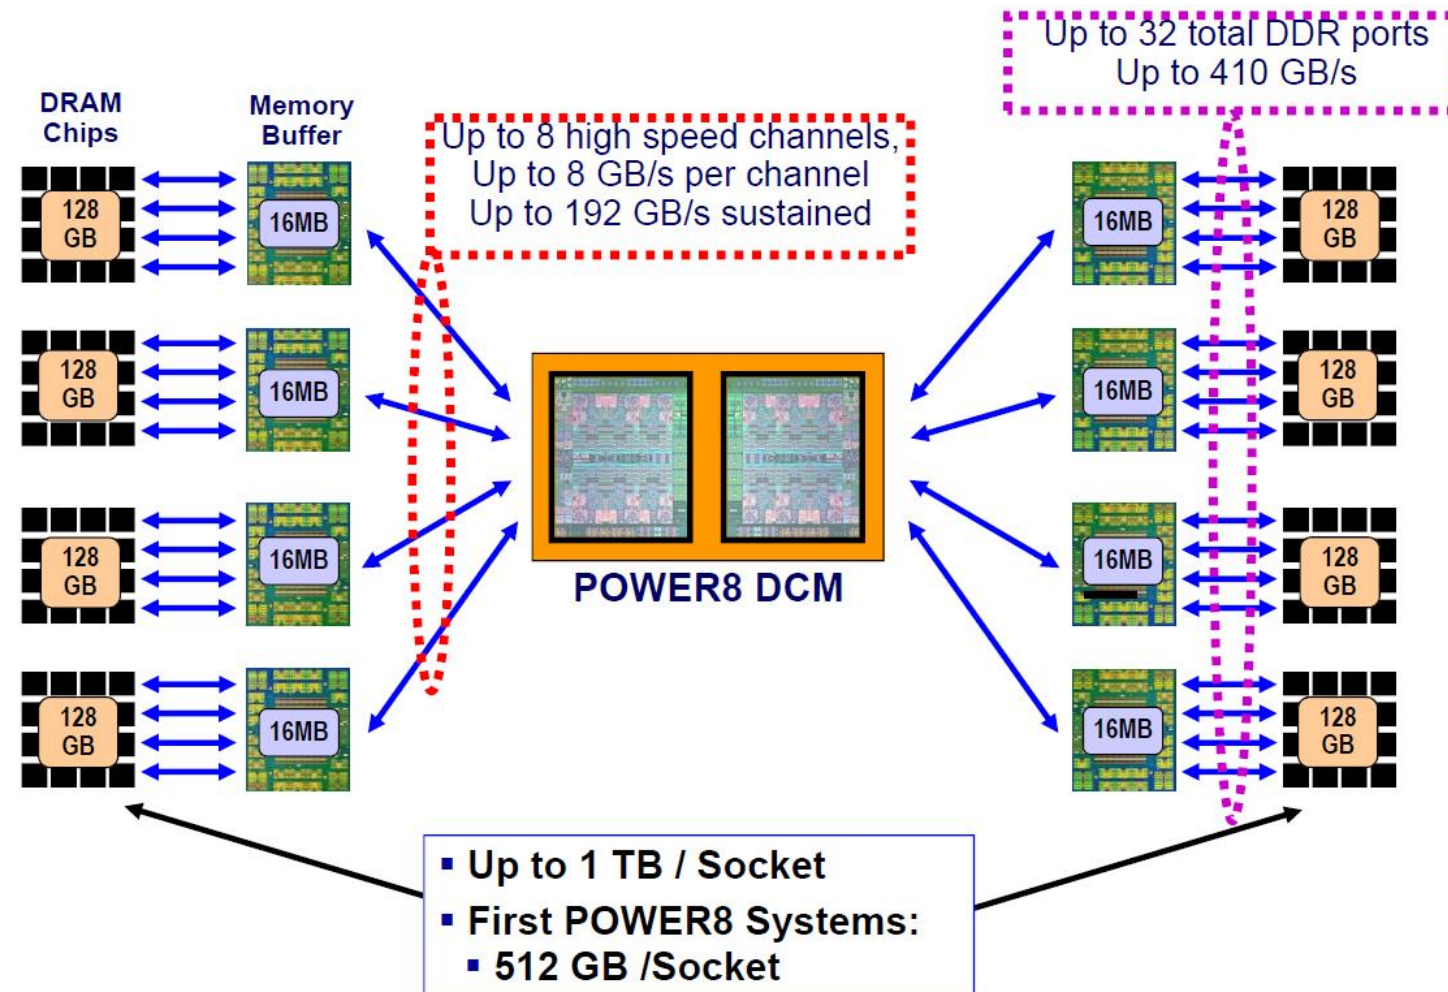 Up to 32 total DDR ports
Up to 410 GB/s
DRAM
Chips
Memory
Buffer
Up to 8 high speed channels,
Up to 8 GB/s per channel
Up to 192 GB/s sustained
128
GB
16MB
16MB
128
GB
128
GB
16MB
16MB
128
GB
128
GB
16MB
16MB
128
GB
128
GB
16MB
16MB
128
GB
POWER8 DCM
▪ Up to 1 TB / Socket
▪ First POWER8 Systems:
▪ 512 GB /Socket